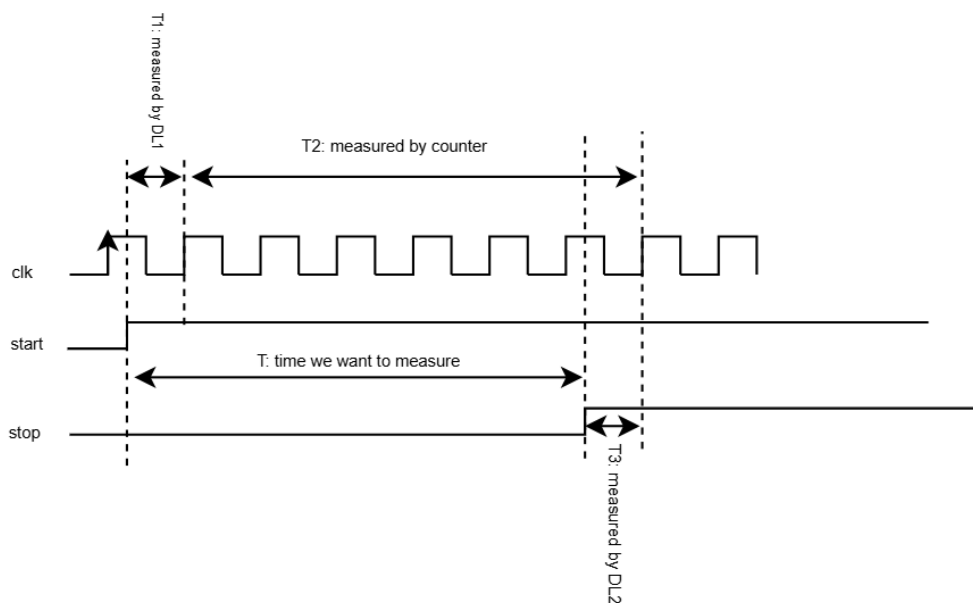 T1: measured by DL1
T2: measured by counter
clk
start
T: time we want to measure
stop
T3: measured by DL2